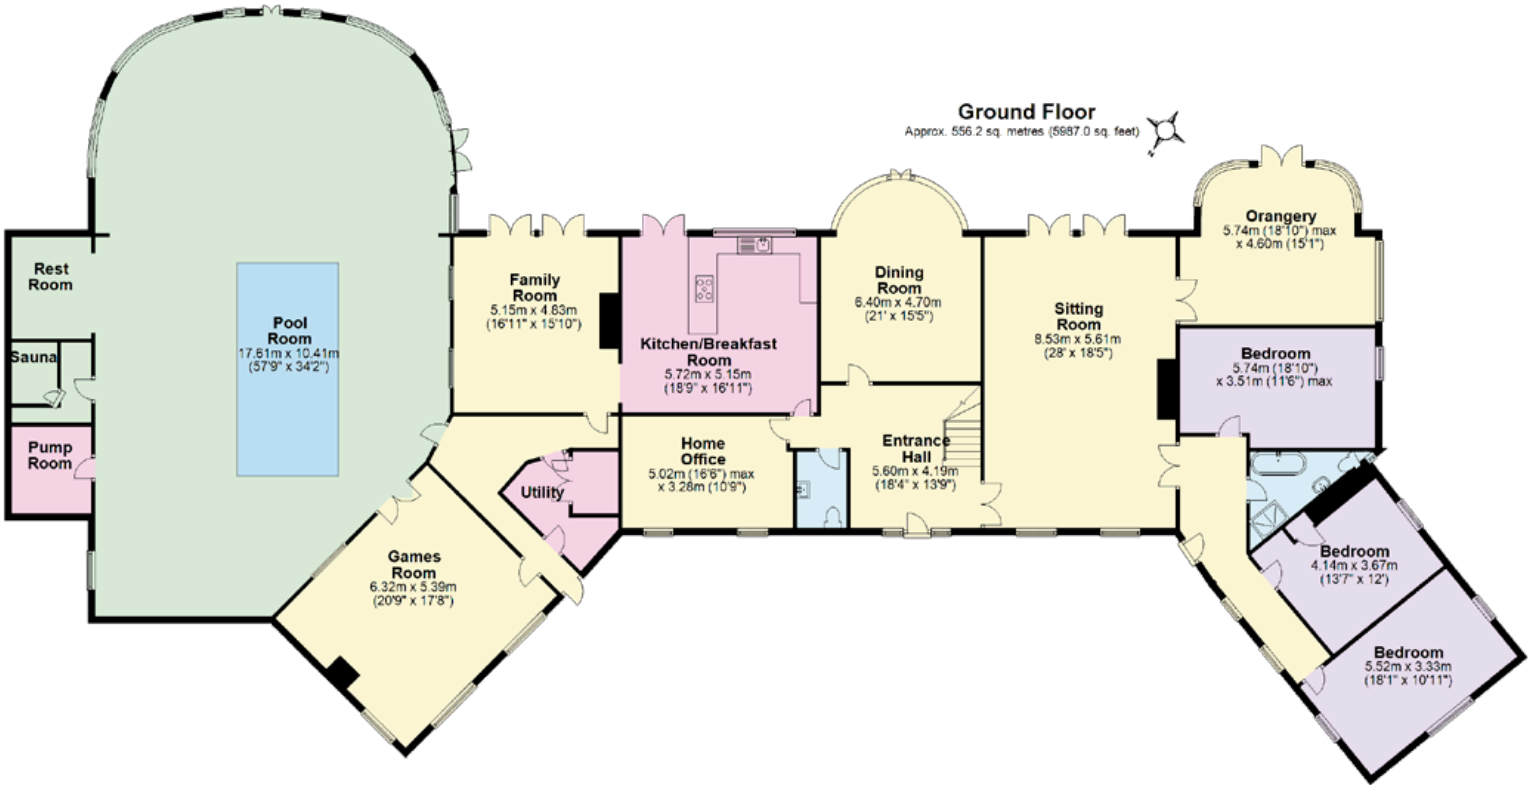 Ground Floor
Approx. 556.2 sq. metres (5987.0 sq. feet)
N
Rest
Room
Sauna
Pump
Room
Pool
Room
17.61m x 10.41m
(57'9" x 34'2")
Family
Room
5.15m x 4.83m
(16'11" x 15'10")
Kitchen/Breakfast
Room
5.72m x 5.15m
(18'9" x 16'11")
Dining
Room
6.40m x 4.70m
(21' x 15'5")
Sitting
Room
8.53m x 5.61m
(28' x 18'5")
Orangery
5.74m (18'10") max
x 4.60m (15'1")
Bedroom
5.74m (18'10")
x 3.51m (11'6") max
Home
Office
5.02m (16'6") max
x 3.28m (10'9")
Entrance
Hall
5.60m x 4.19m
(18'4" x 13'9")
Utility
Games
Room
6.32m x 5.39m
(20'9" x 17'8")
Bedroom
4.14m x 3.67m
(13'7" x 12')
Bedroom
5.52m x 3.33m
(18'1" x 10'11")